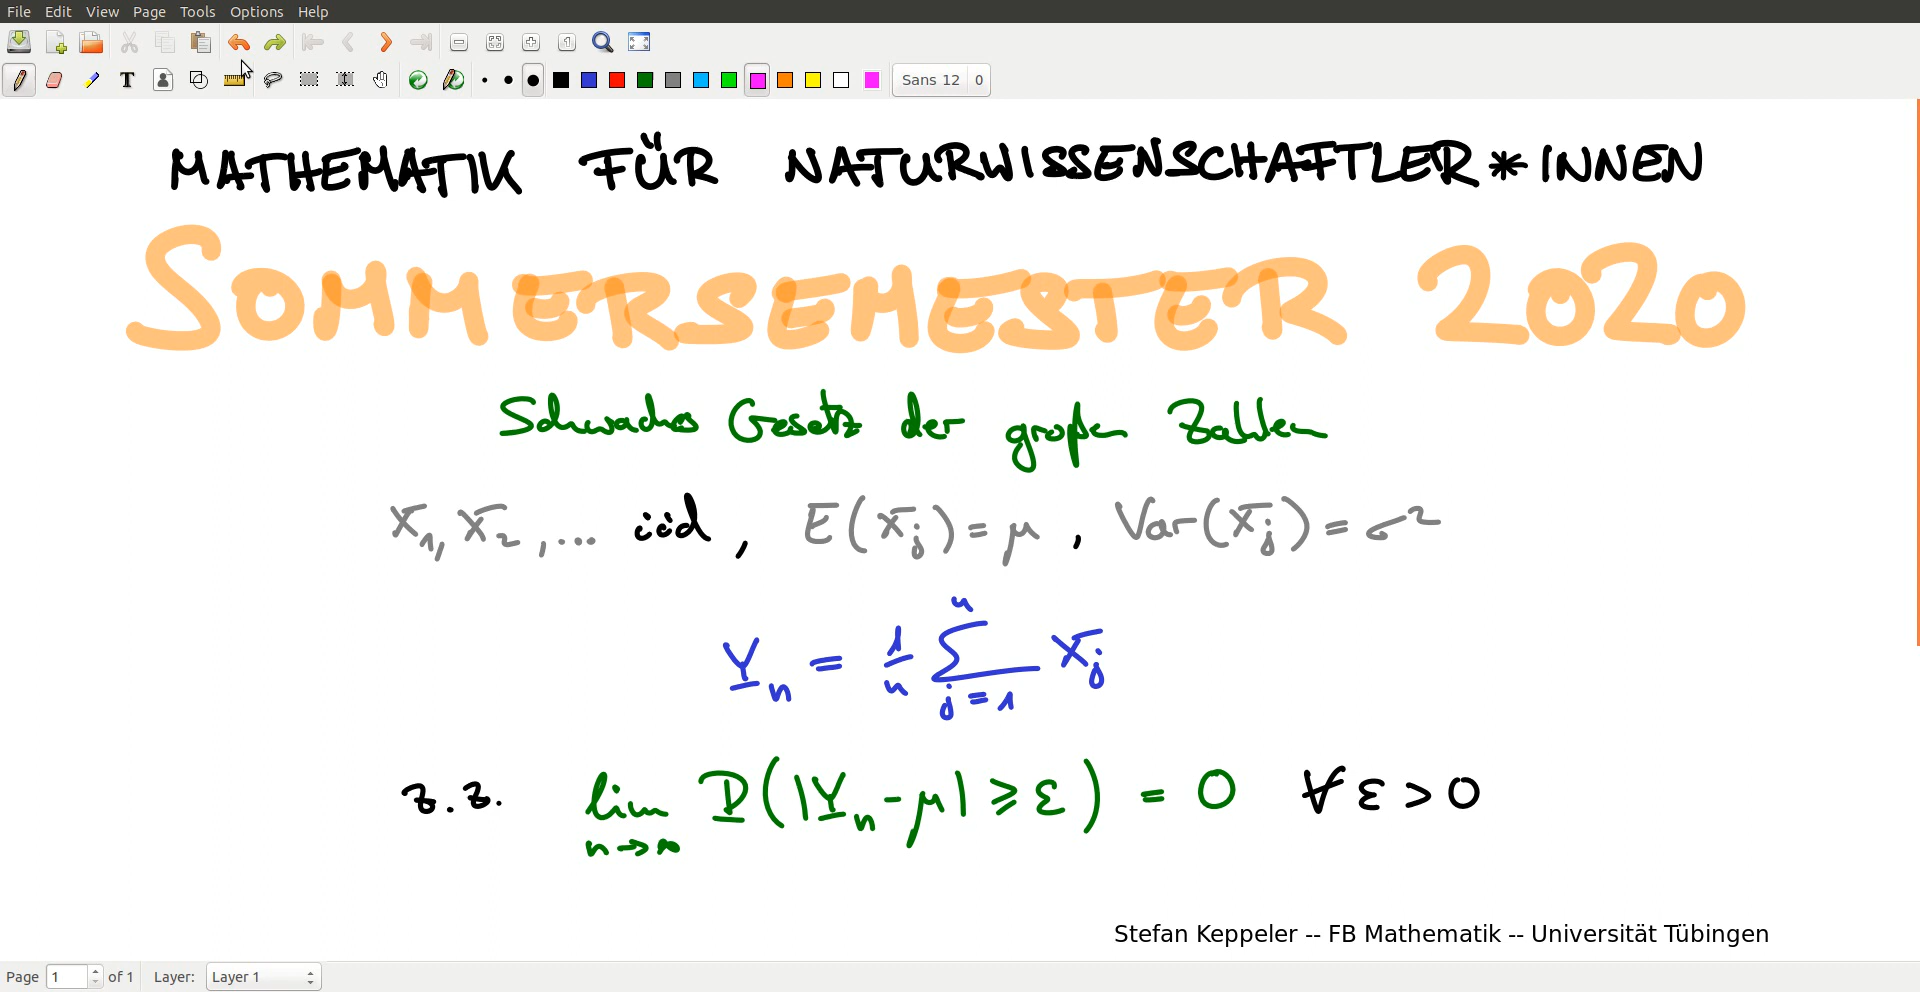 File Edit View Page Tools Options Help
T Sans 12 0
MATHEMATIK FÜR NATURWISSENSCHAFTLER*INNEN
SOMMERSEMESTER 2020
Schwaches Gesetz der großen Zahlen
X₁, X₂, ... iid , E(Xⱼ) = μ , Var(Xⱼ) = σ²
Yₙ = 1/n ∑ⱼ₌₁ⁿ Xⱼ
z.z. lim n→∞ P(|Yₙ-μ| ⩾ ε) = 0 ∀ ε > 0
Stefan Keppeler -- FB Mathematik -- Universität Tübingen
Page 1 of 1 Layer: Layer 1